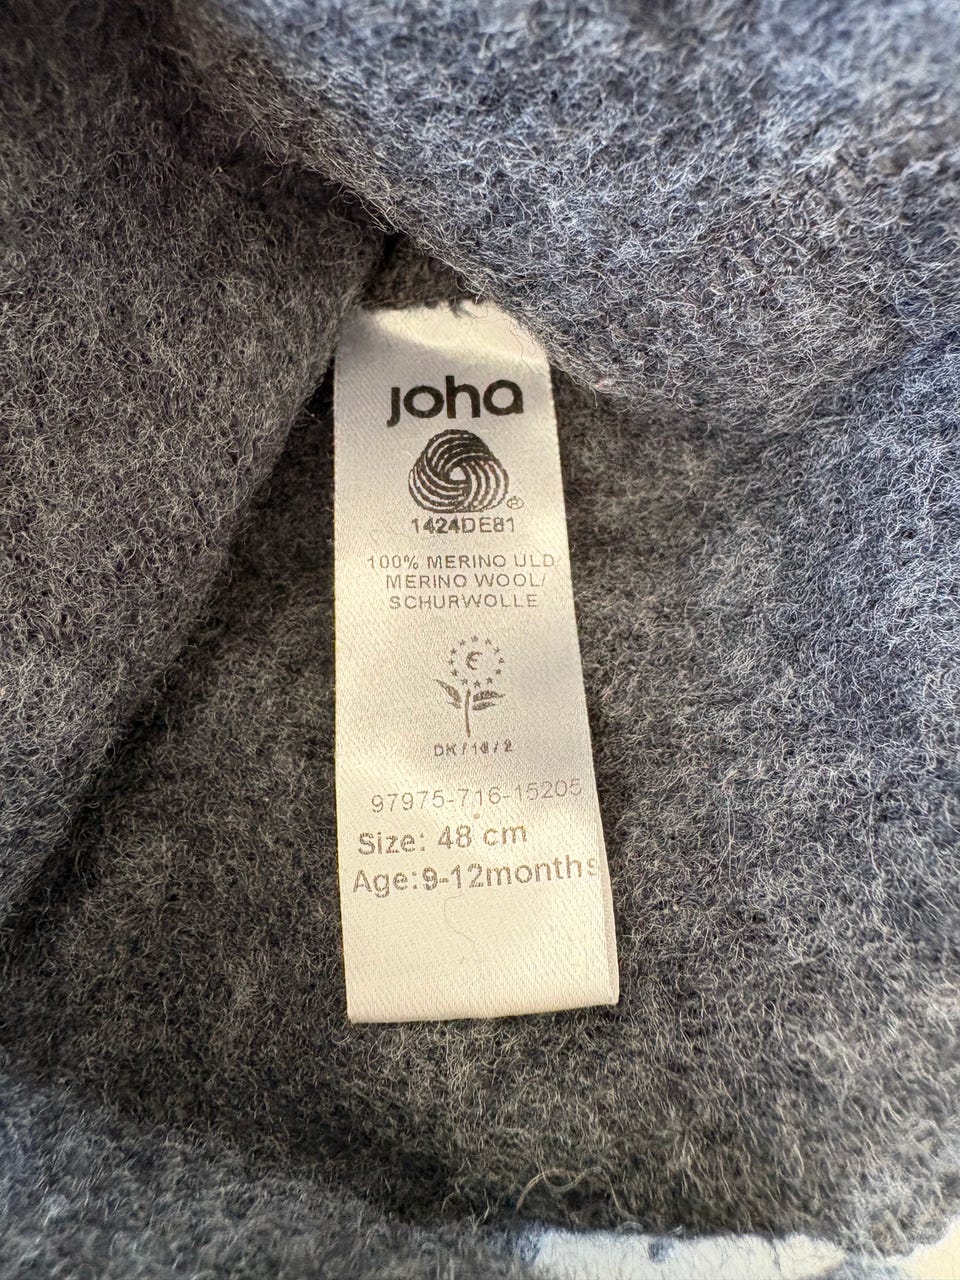 joha
®
1424DE81
100% MERINO ULD
MERINO WOOL/
SCHURWOLLE
€
97975-716-15205
Size: 48 cm
Age:9-12months